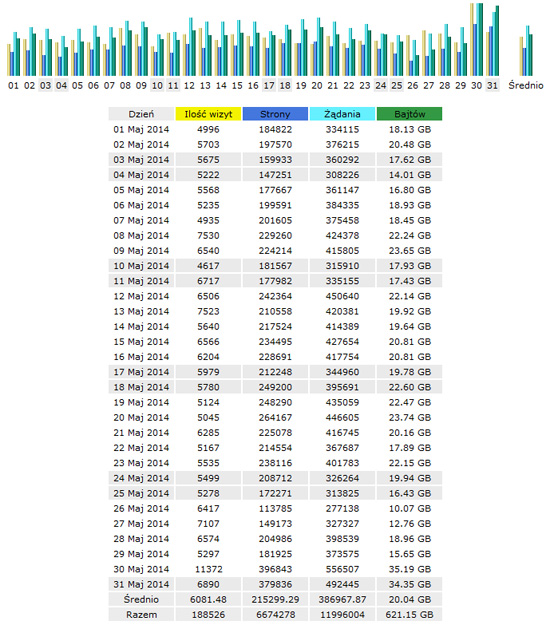 01 02 03 04 05 06 07 08 09 10 11 12 13 14 15 16 17 18 19 20 21 22 23 24 25 26 27 28 29 30 31 Średnio
Dzień Ilość wizyt Strony Żądania Bajtów
01 Maj 2014 4996 184822 334115 18.13 GB
02 Maj 2014 5703 197570 376215 20.48 GB
03 Maj 2014 5675 159933 360292 17.62 GB
04 Maj 2014 5222 147251 308226 14.01 GB
05 Maj 2014 5568 177667 361147 16.80 GB
06 Maj 2014 5235 199591 384335 18.93 GB
07 Maj 2014 4935 201605 375458 18.45 GB
08 Maj 2014 7530 229260 424378 22.24 GB
09 Maj 2014 6540 224214 415805 23.65 GB
10 Maj 2014 4617 181567 315910 17.93 GB
11 Maj 2014 6717 177982 335155 17.43 GB
12 Maj 2014 6506 242364 450640 22.14 GB
13 Maj 2014 7523 210558 420381 19.92 GB
14 Maj 2014 5640 217524 414389 19.64 GB
15 Maj 2014 6566 234495 427654 20.81 GB
16 Maj 2014 6204 228691 417754 20.81 GB
17 Maj 2014 5979 212248 344960 19.78 GB
18 Maj 2014 5780 249200 395691 22.60 GB
19 Maj 2014 5124 248290 435059 22.47 GB
20 Maj 2014 5045 264167 446605 23.74 GB
21 Maj 2014 6285 225078 416745 20.16 GB
22 Maj 2014 5167 214554 367687 17.89 GB
23 Maj 2014 5535 238116 401783 22.15 GB
24 Maj 2014 5499 208712 326264 19.94 GB
25 Maj 2014 5278 172271 313825 16.43 GB
26 Maj 2014 6417 113785 277138 10.07 GB
27 Maj 2014 7107 149173 327327 12.76 GB
28 Maj 2014 6574 204986 398539 18.96 GB
29 Maj 2014 5297 181925 373575 15.65 GB
30 Maj 2014 11372 396843 556507 35.19 GB
31 Maj 2014 6890 379836 492445 34.35 GB
Średnio 6081.48 215299.29 386967.87 20.04 GB
Razem 188526 6674278 11996004 621.15 GB